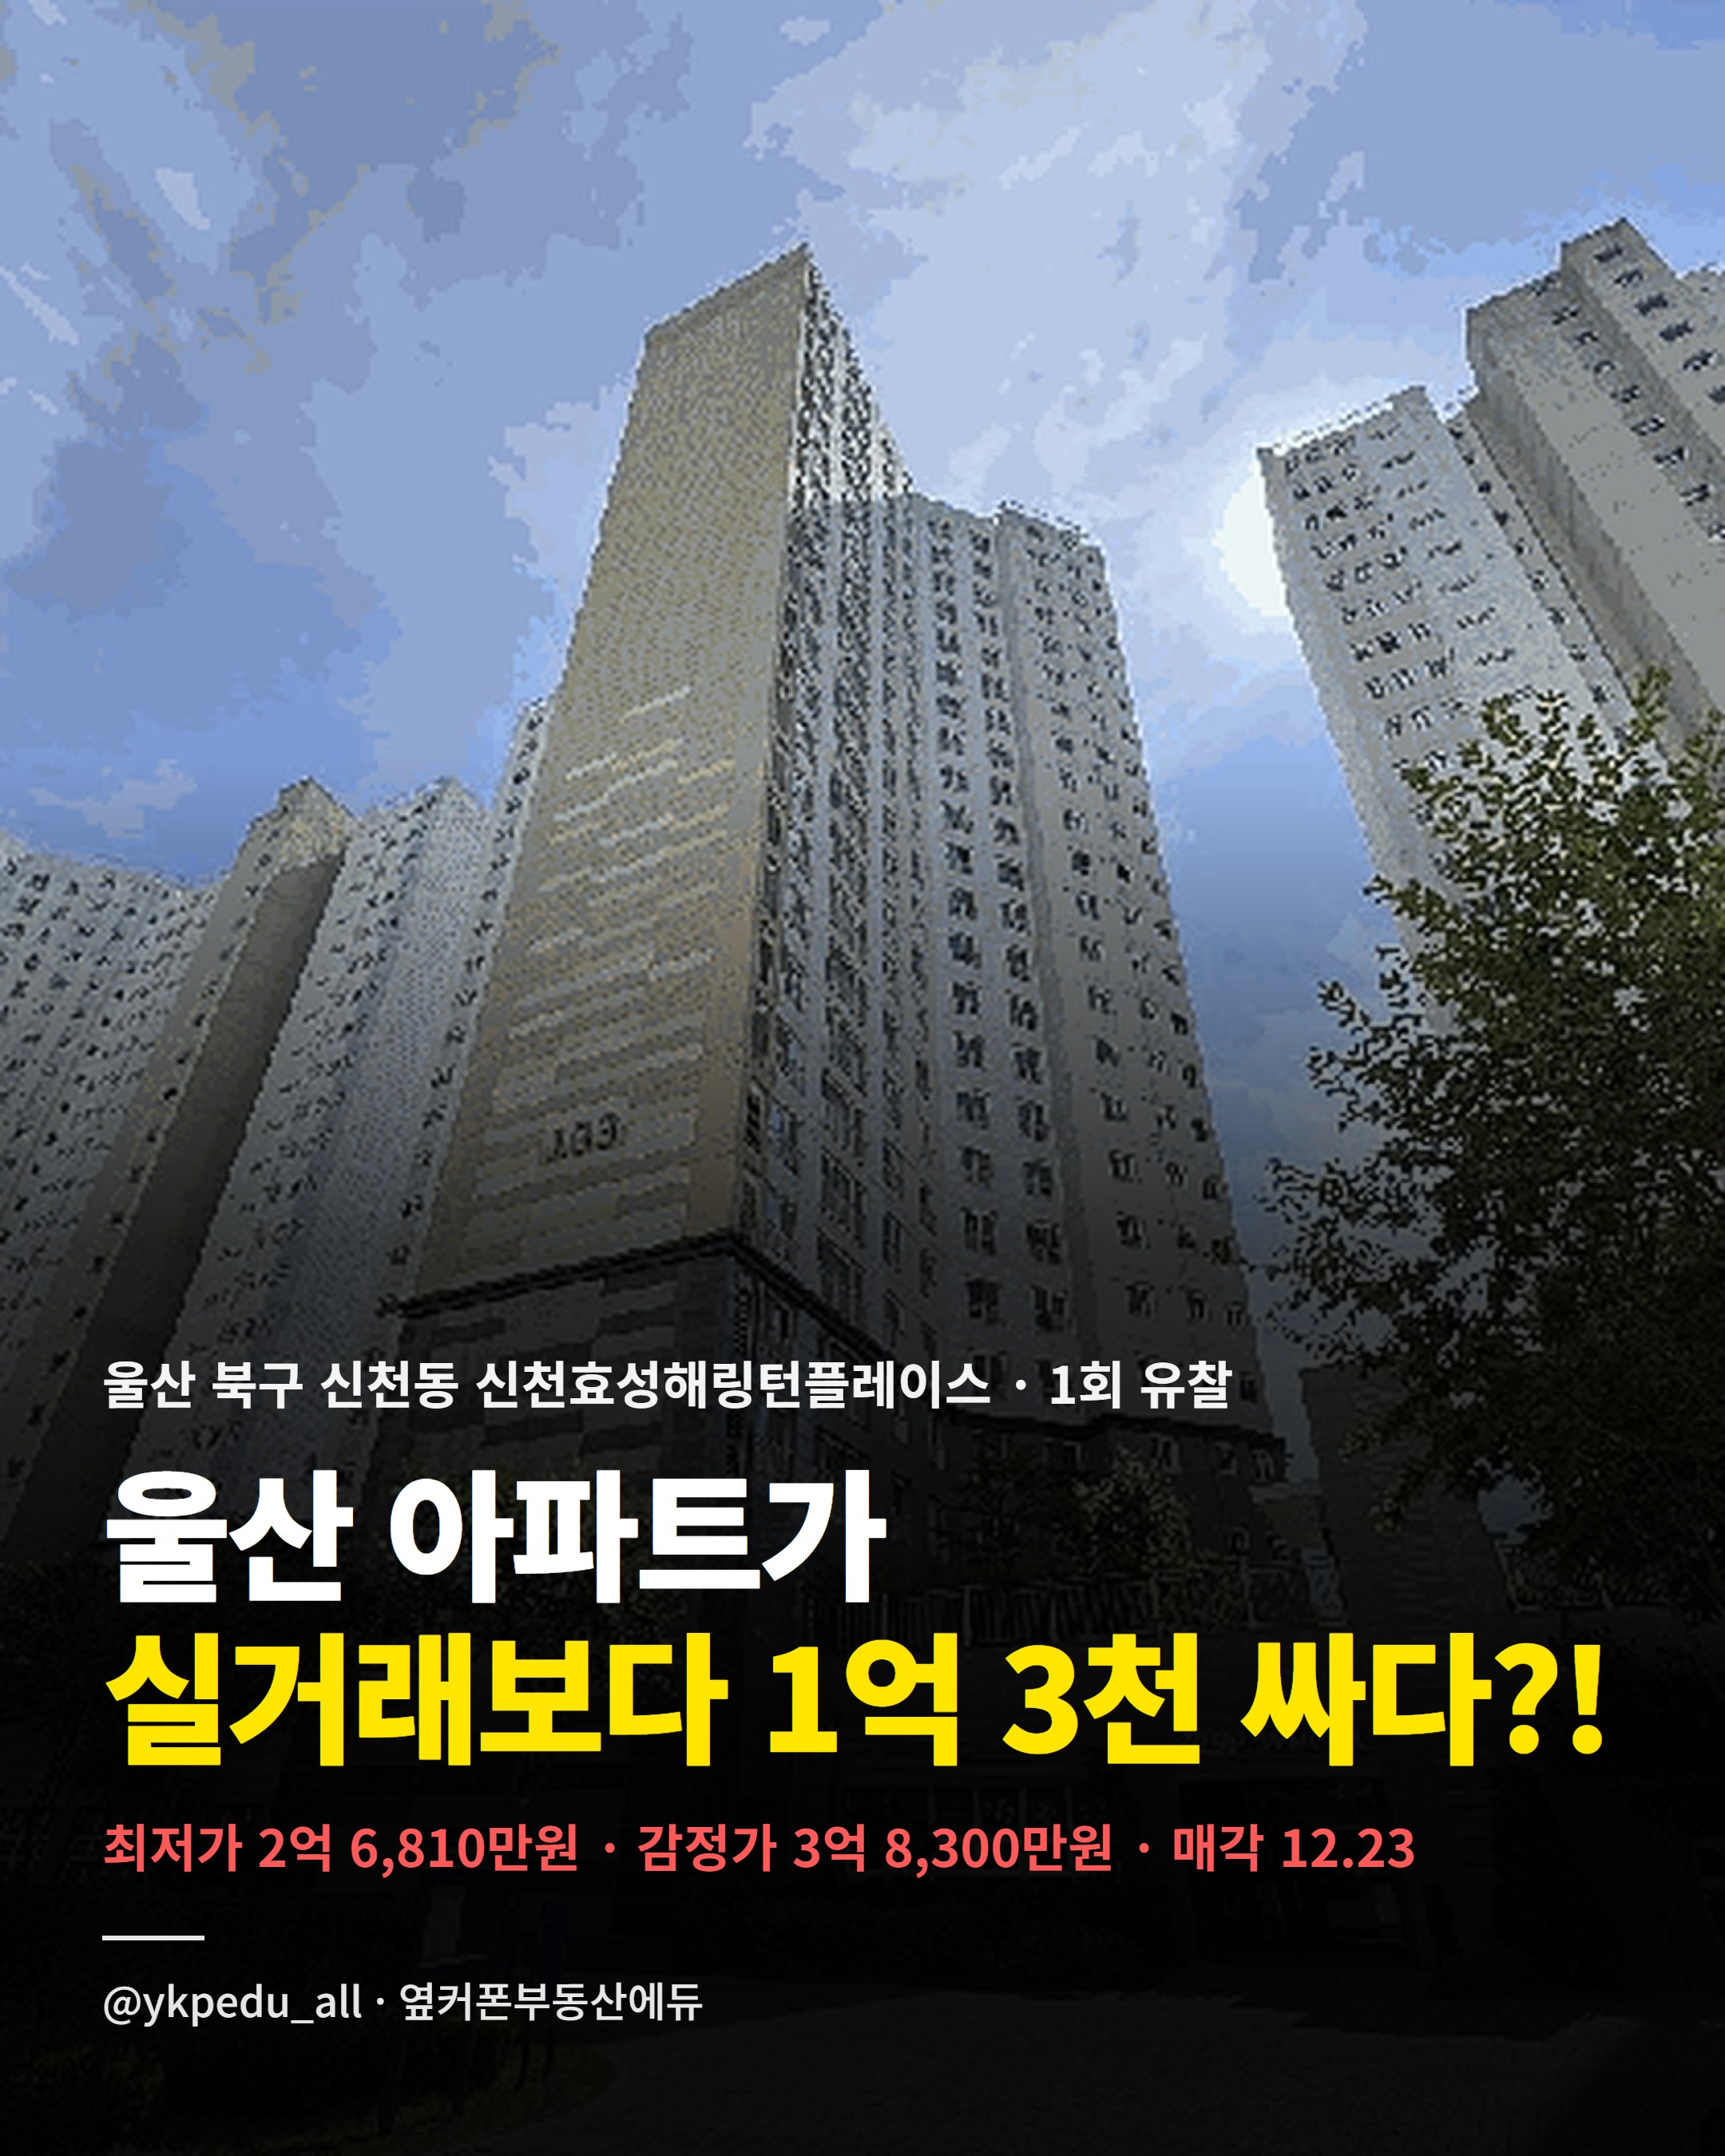 울산 북구 신천동 신천효성해링턴플레이스 · 1회 유찰
울산 아파트가
실거래보다 1억 3천 싸다?!
최저가 2억 6,810만원 · 감정가 3억 8,300만원 · 매각 12.23
@ykpedu_all · 옆커폰부동산에듀